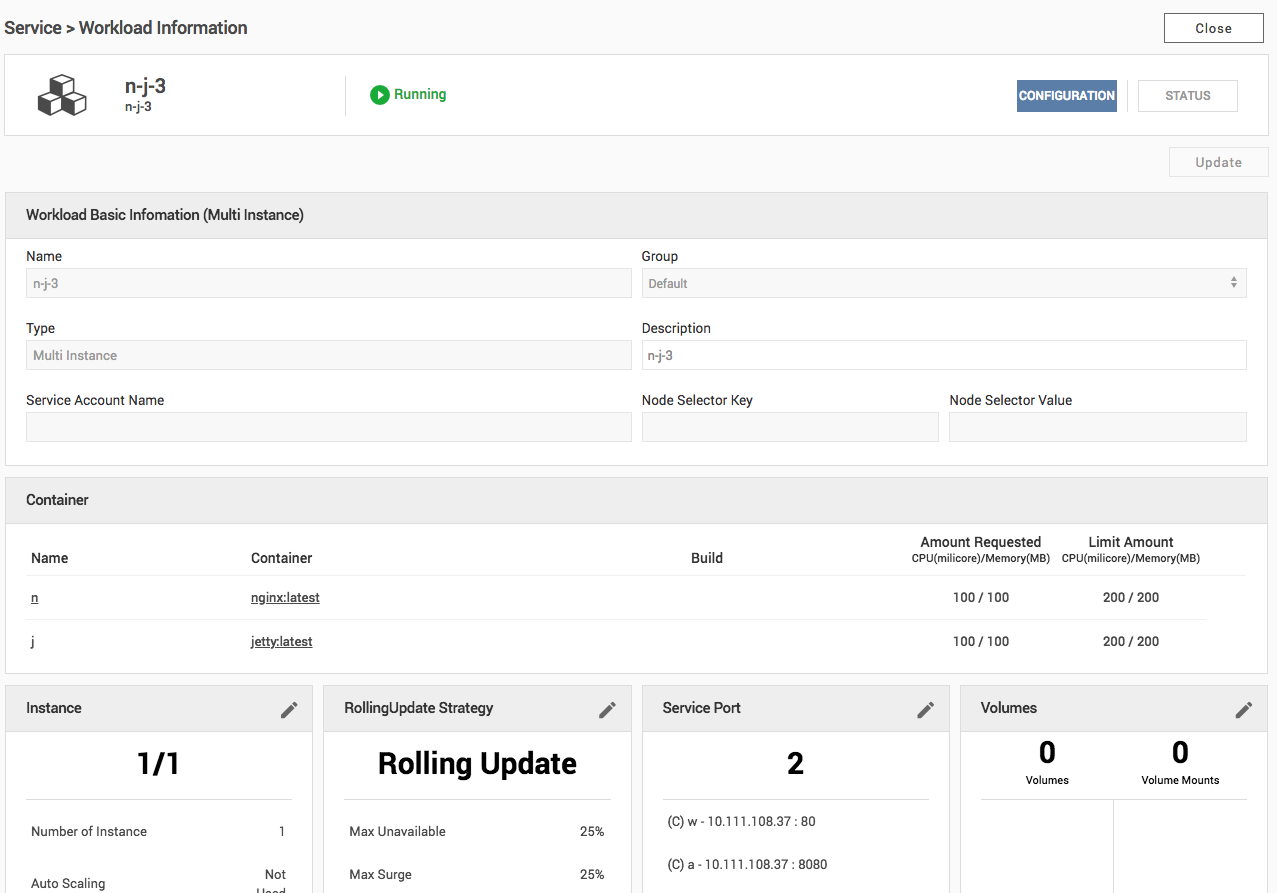 Service > Workload Information
Close
n-j-3
n-j-3
Running
CONFIGURATION
STATUS
Update
Workload Basic Infomation (Multi Instance)
Name
Group
n-j-3
Default
Type
Description
Multi Instance
n-j-3
Service Account Name
Node Selector Key
Node Selector Value
Container
Name
Container
Build
Amount Requested
CPU(milicore)/Memory(MB)
Limit Amount
CPU(milicore)/Memory(MB)
n
nginx:latest
100 / 100
200 / 200
j
jetty:latest
100 / 100
200 / 200
Instance
1/1
Number of Instance
1
Auto Scaling
Not
Used
RollingUpdate Strategy
Rolling Update
Max Unavailable
25%
Max Surge
25%
Service Port
2
(C) w - 10.111.108.37 : 80
(C) a - 10.111.108.37 : 8080
Volumes
0
Volumes
0
Volume Mounts